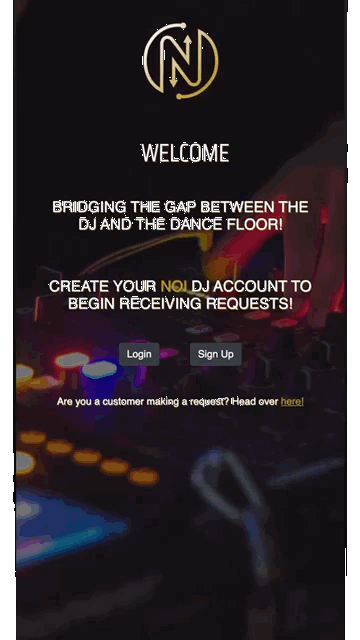 WELCOME
BRIDGING THE GAP BETWEEN THE
DJ AND THE DANCE FLOOR!
CREATE YOUR NOI DJ ACCOUNT TO
BEGIN RECEIVING REQUESTS!
Login
Sign Up
Are you a customer making a request? Head over here!